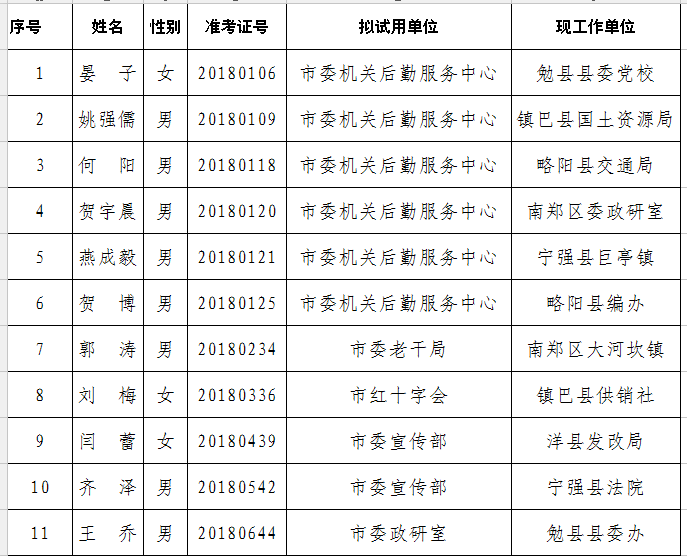 序号 姓名 性别 准考证号 拟试用单位 现工作单位
1 晏子 女 20180106 市委机关后勤服务中心 勉县县委党校
2 姚强儒 男 20180109 市委机关后勤服务中心 镇巴县国土资源局
3 何阳 男 20180118 市委机关后勤服务中心 略阳县交通局
4 贺宇晨 男 20180120 市委机关后勤服务中心 南郑区委政研室
5 燕成毅 男 20180121 市委机关后勤服务中心 宁强县巨亭镇
6 贺博 男 20180125 市委机关后勤服务中心 略阳县编办
7 郭涛 男 20180234 市委老干局 南郑区大河坎镇
8 刘梅 女 20180336 市红十字会 镇巴县供销社
9 闫蕾 女 20180439 市委宣传部 洋县发改局
10 齐泽 男 20180542 市委宣传部 宁强县法院
11 王乔 男 20180644 市委政研室 勉县县委办